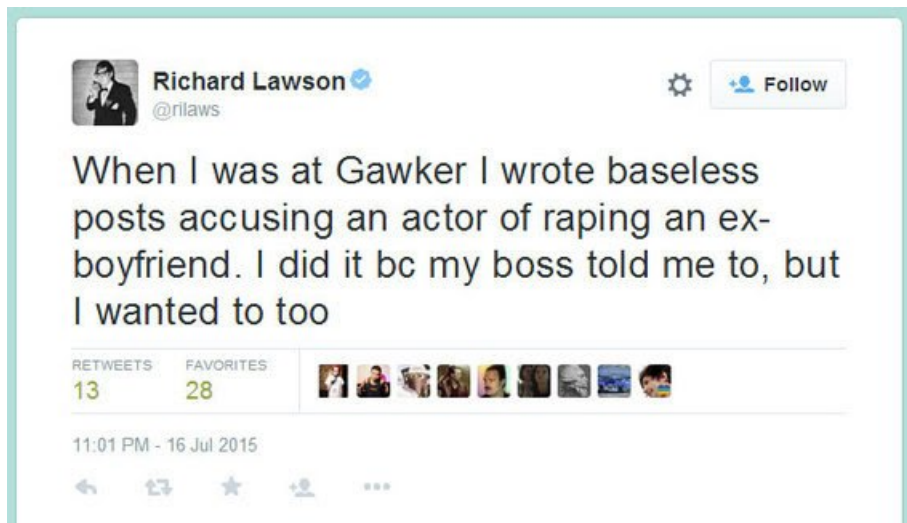 Richard Lawson
@rilaws
Follow
When I was at Gawker I wrote baseless
posts accusing an actor of raping an ex-
boyfriend. I did it bc my boss told me to, but
I wanted to too
RETWEETS FAVORITES
13 28
11:01 PM - 16 Jul 2015